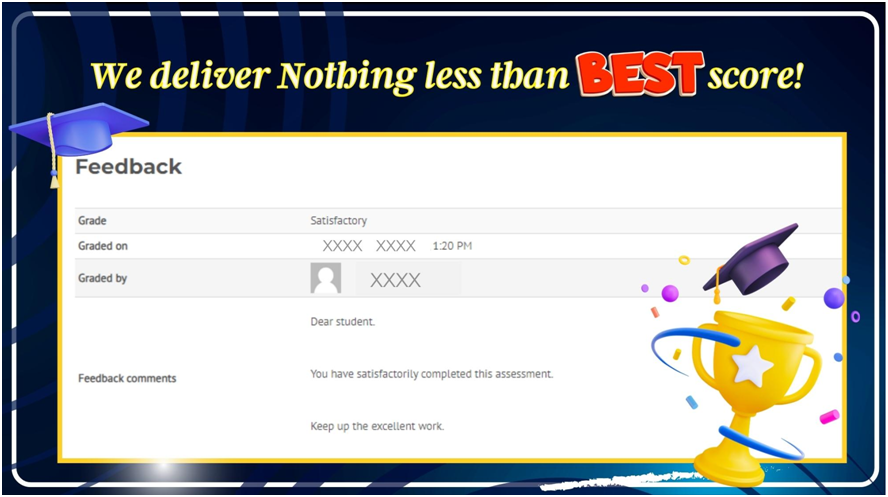 We deliver Nothing less than BEST score!
Feedback
Grade Satisfactory
Graded on XXXX XXXX 1:20 PM
Graded by XXXX
Dear student.
Feedback comments You have satisfactorily completed this assessment.
Keep up the excellent work.